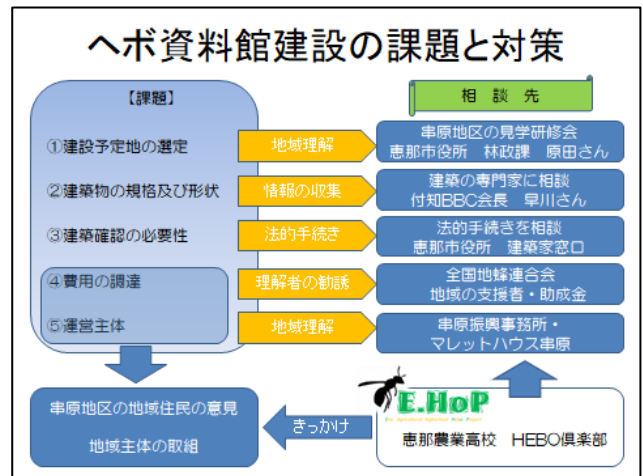 ヘボ資料館建設の課題と対策
【課題】
相 談 先
①建設予定地の選定
地域理解
串原地区の見学研修会
恵那市役所 林政課 原田さん
②建築物の規格及び形状
情報の収集
建築の専門家に相談
付知BBC会長 早川さん
③建築確認の必要性
法的手続き
法的手続きを相談
恵那市役所 建築家窓口
④費用の調達
理解者の勧誘
全国地蜂連合会
地域の支援者・助成金
⑤運営主体
地域理解
串原振興事務所・
マレットハウス串原
串原地区の地域住民の意見
地域主体の取組
きっかけ
E.HoP
恵那農業高校 HEBO倶楽部